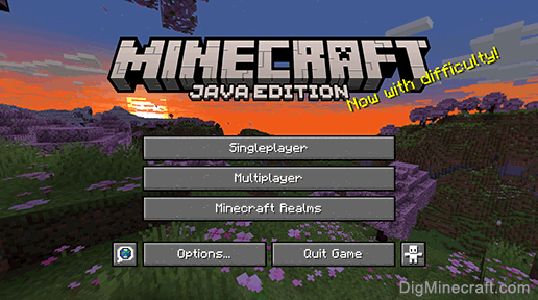 MINECRAFT
JAVA EDITION
Now with difficulty!
Singleplayer
Multiplayer
Minecraft Realms
Options...
Quit Game
DigMinecraft.com